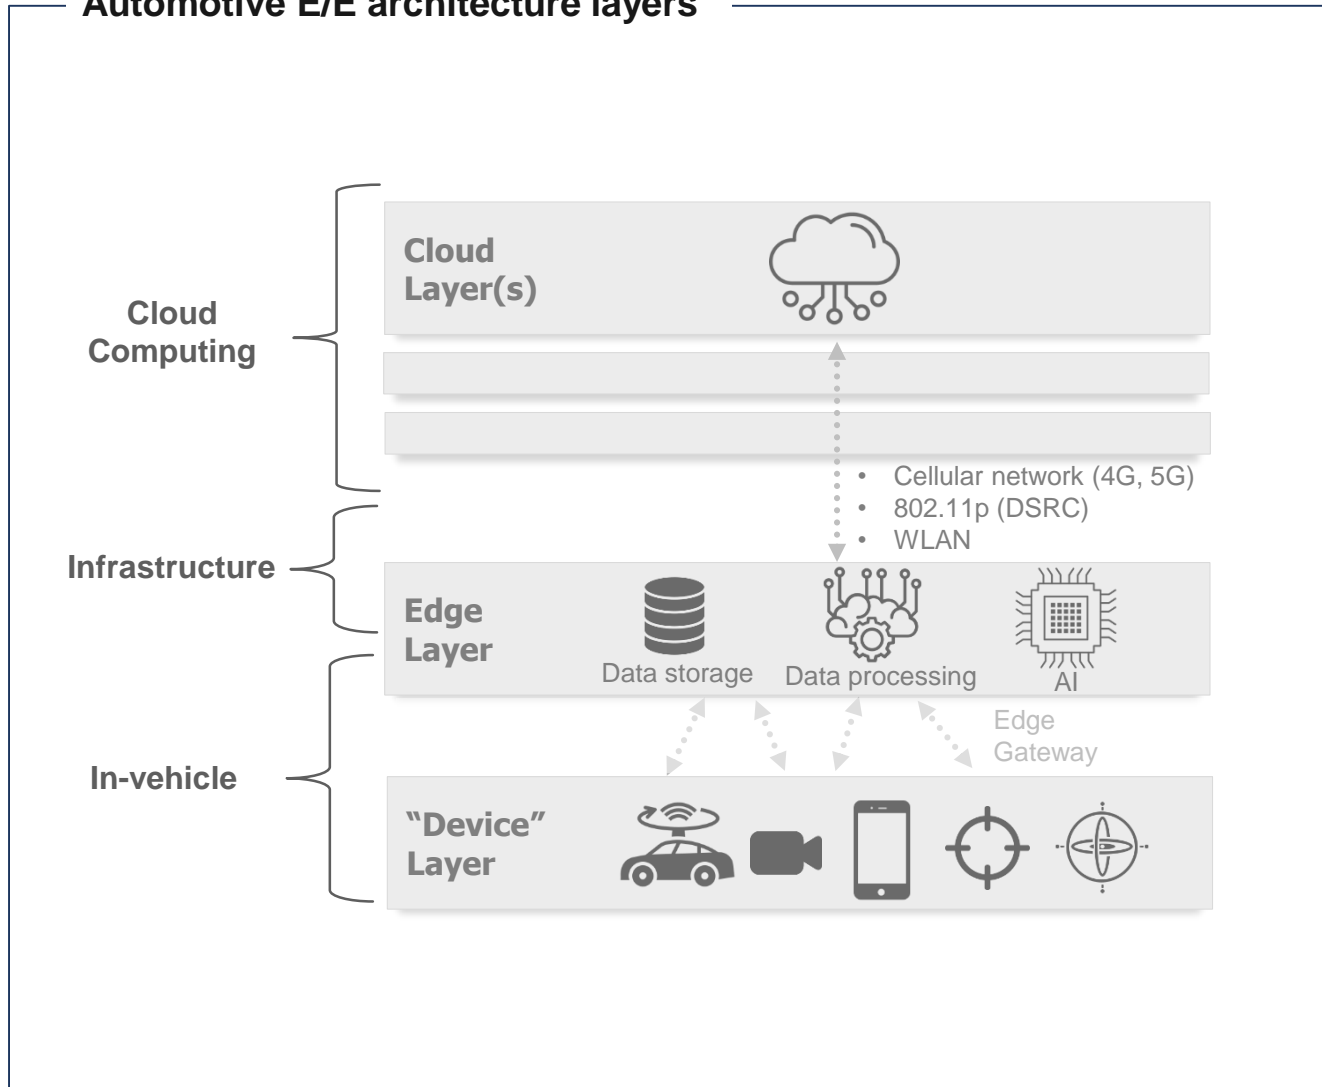 Automotive E/E architecture layers
Cloud
Layer(s)
Cloud
Computing
• Cellular network (4G, 5G)
• 802.11p (DSRC)
• WLAN
Infrastructure
Edge
Layer
Data storage
Data processing
AI
Edge
Gateway
In-vehicle
“Device”
Layer